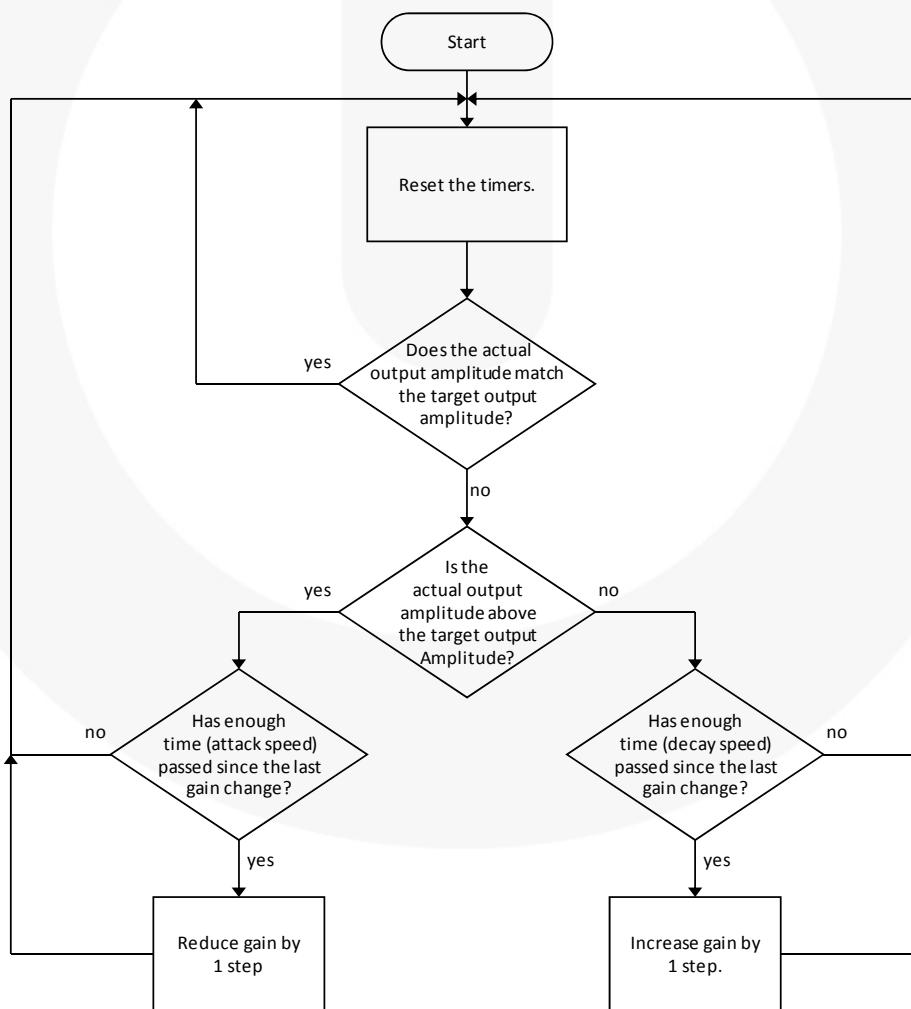 Start
Reset the timers.
yes
Does the actual
output amplitude match
the target output
amplitude?
no
yes
Is the
actual output
amplitude above
the target output
Amplitude?
no
no
Has enough
time (attack speed)
passed since the last
gain change?
Has enough
time (decay speed)
passed since the last
gain change?
no
yes
yes
Reduce gain by
1 step
Increase gain by
1 step.